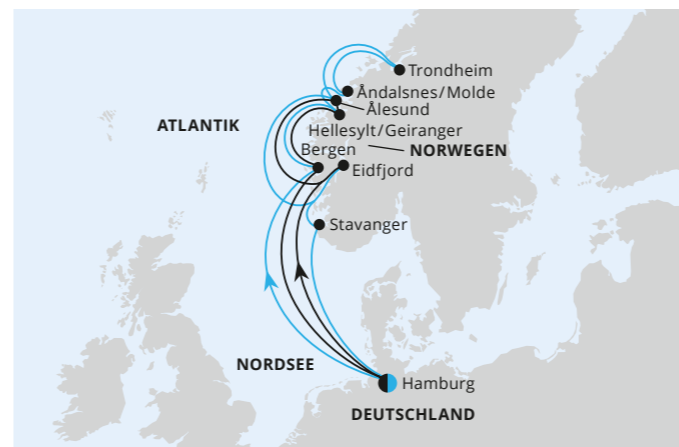 Trondheim
Åndalsnes/Molde
Ålesund
ATLANTIK
Hellesylt/Geiranger
Bergen
NORWEGEN
Eidfjord
Stavanger
NORDSEE
Hamburg
DEUTSCHLAND